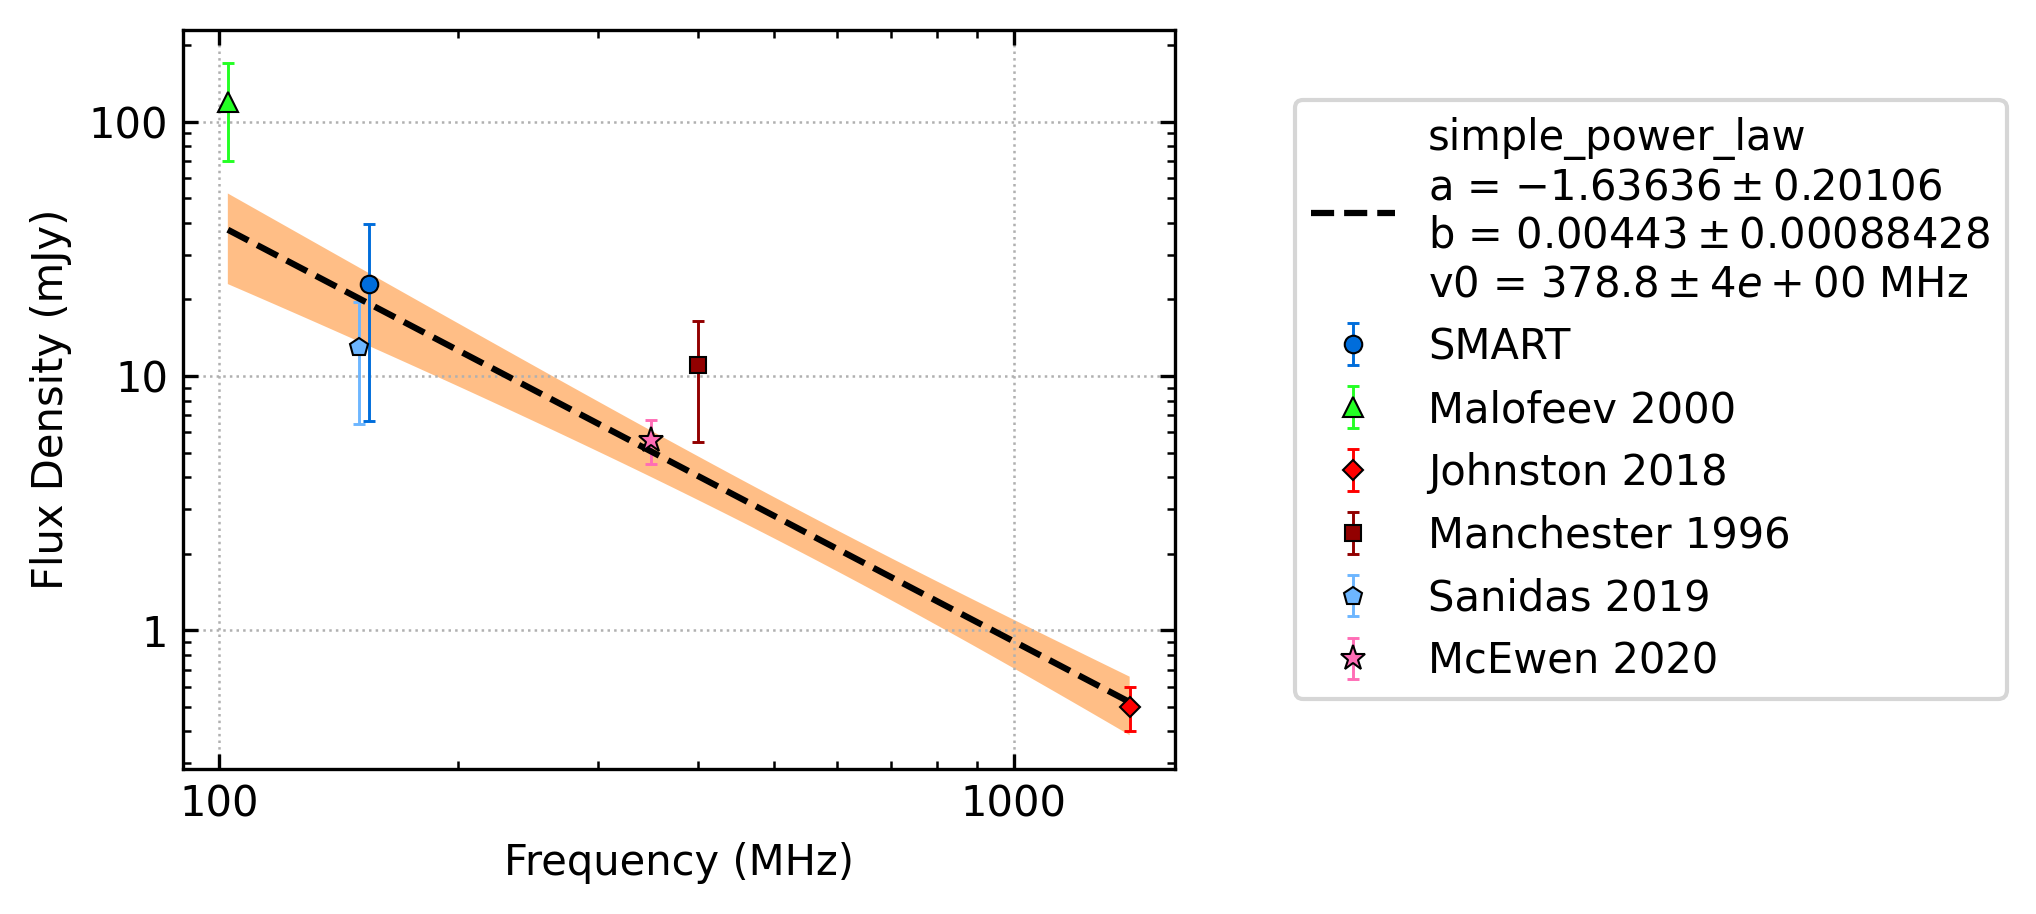 100
10
1
Flux Density (mJy)
100
1000
Frequency (MHz)
simple_power_law
a = −1.63636 ± 0.20106
b = 0.00443 ± 0.00088428
v0 = 378.8 ± 4e + 00 MHz
SMART
Malofeev 2000
Johnston 2018
Manchester 1996
Sanidas 2019
McEwen 2020